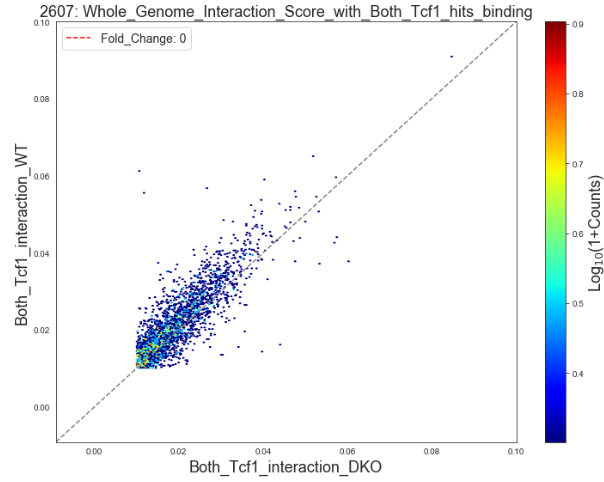 2607: Whole_Genome_Interaction_Score_with_Both_Tcf1_hits_binding
Fold_Change: 0
0.10
0.08
0.06
0.04
0.02
0.00
Both_Tcf1_interaction_WT
0.00 0.02 0.04 0.06 0.08 0.10
Both_Tcf1_interaction_DKO
0.9
0.8
0.7
0.6
0.5
0.4
Log10(1+Counts)